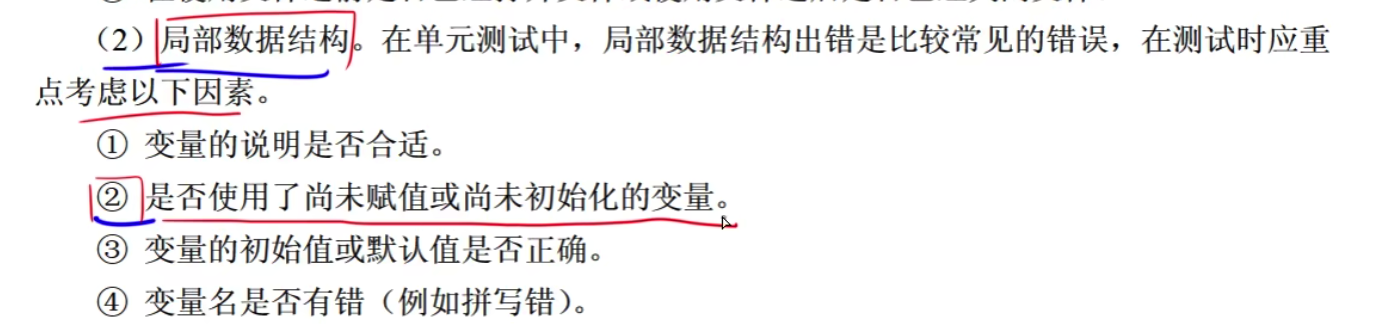 （2）局部数据结构。在单元测试中，局部数据结构出错是比较常见的错误，在测试时应重
点考虑以下因素。
① 变量的说明是否合适。
② 是否使用了尚未赋值或尚未初始化的变量。
③ 变量的初始值或默认值是否正确。
④ 变量名是否有错（例如拼写错）。